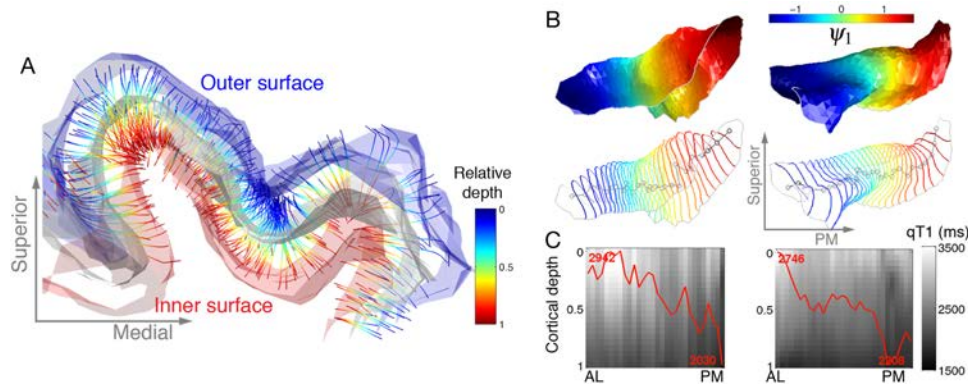 A
Outer surface
Inner surface
Superior
Medial
Relative
depth
0
0.5
1
B
-1
0
1
ψ1
Superior
PM
C
qT1 (ms)
3500
2500
1500
Cortical depth
0
0.5
1
2942
2030
AL
PM
0
0.5
1
2746
AL
PM